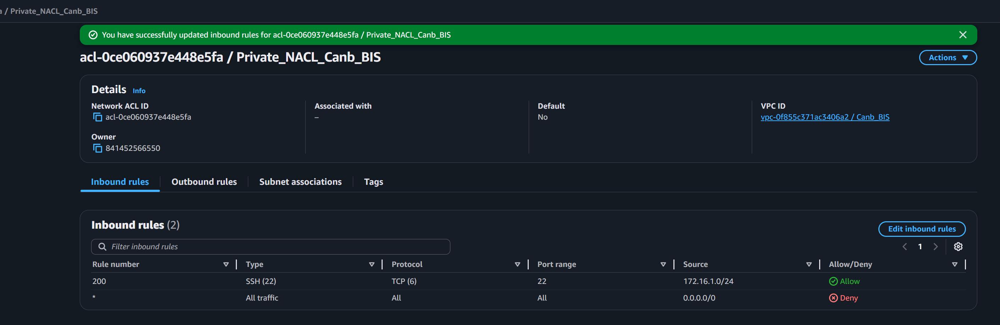 a / Private_NACL_Canb_BIS
You have successfully updated inbound rules for acl-0ce060937e448e5fa / Private_NACL_Canb_BIS
acl-0ce060937e448e5fa / Private_NACL_Canb_BIS
Actions
Details Info
Network ACL ID
acl-0ce060937e448e5fa
Associated with
–
Default
No
VPC ID
vpc-0f855c371ac3406a2 / Canb_BIS
Owner
841452566550
Inbound rules Outbound rules Subnet associations Tags
Inbound rules (2)
Edit inbound rules
Filter inbound rules
1
Rule number Type Protocol Port range Source Allow/Deny
200 SSH (22) TCP (6) 22 172.16.1.0/24 Allow
* All traffic All All 0.0.0.0/0 Deny